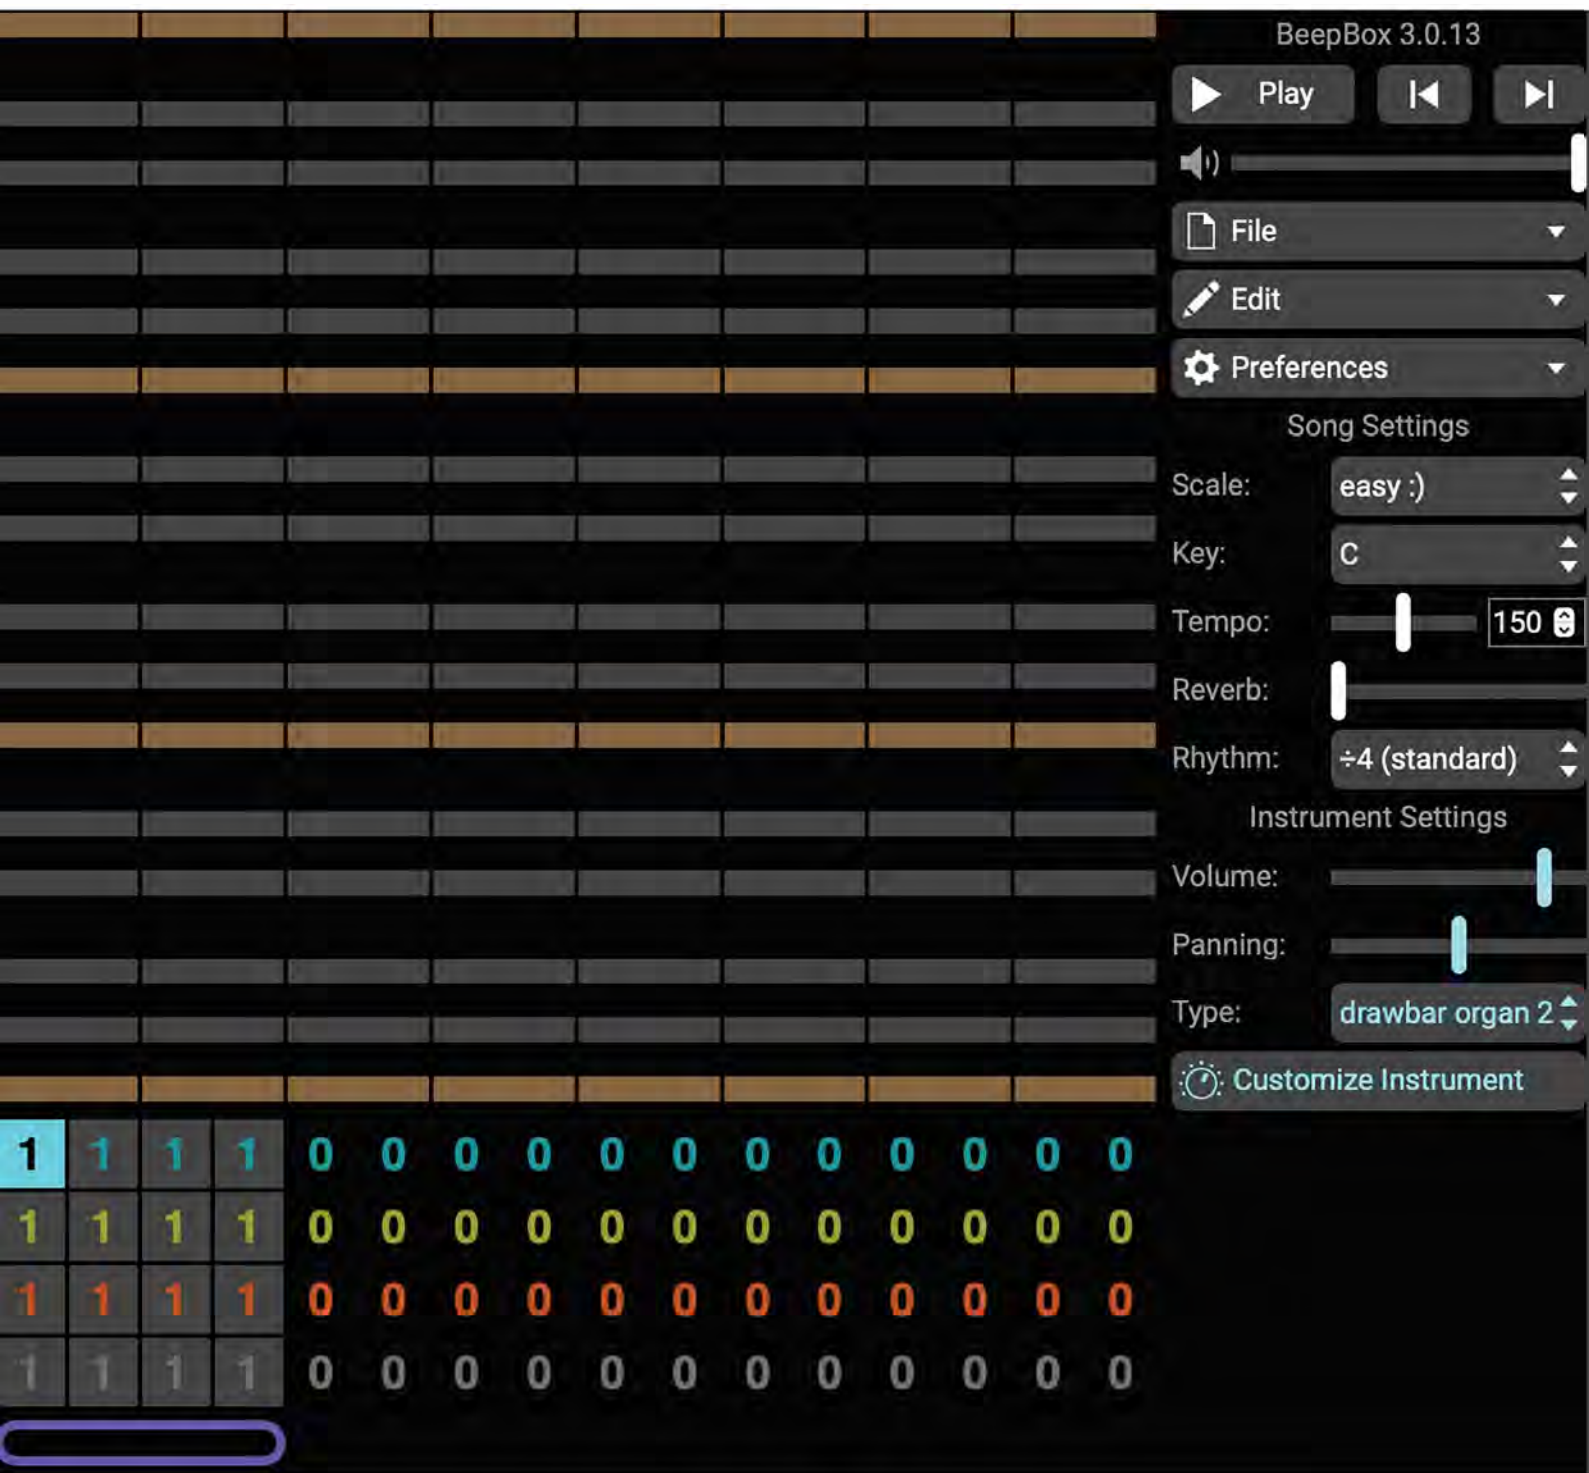 BeepBox 3.0.13
Play
File
Edit
Preferences
Song Settings
Scale: easy :)
Key: C
Tempo: 150
Reverb:
Rhythm: ÷4 (standard)
Instrument Settings
Volume:
Panning:
Type: drawbar organ 2
Customize Instrument
1 1 1 1 0 0 0 0 0 0 0 0 0 0 0 0
1 1 1 1 0 0 0 0 0 0 0 0 0 0 0 0
1 1 1 1 0 0 0 0 0 0 0 0 0 0 0 0
1 1 1 1 0 0 0 0 0 0 0 0 0 0 0 0